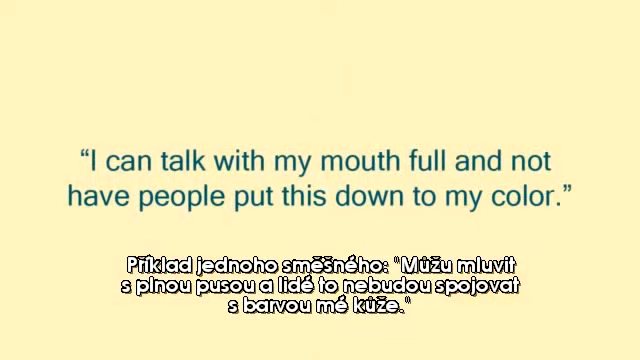 “I can talk with my mouth full and not
have people put this down to my color.”
Příklad jednoho směšného: "Můžu mluvit
s plnou pusou a lidé to nebudou spojovat
s barvou mé kůže."